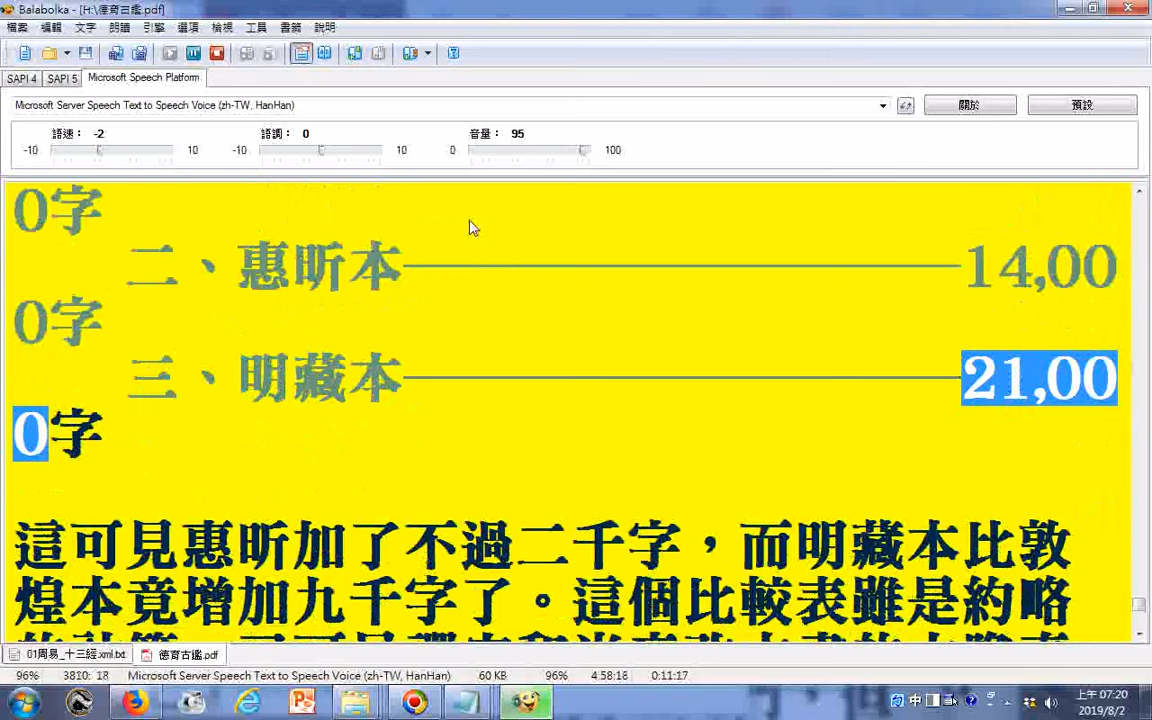 Balabolka - [H:\德育古鑑.pdf]
檔案 編輯 文字 朗讀 引擎 選項 檢視 工具 書籤 說明
SAPI 4 SAPI 5 Microsoft Speech Platform
Microsoft Server Speech Text to Speech Voice (zh-TW, HanHan) 關於 預設
語速： -2 語調： 0 音量： 95
-10 10 -10 10 0 100
0字
二、惠昕本 14,00
0字
三、明藏本 21,00
0字
這可見惠昕加了不過二千字，而明藏本比敦
煌本竟增加九千字了。這個比較表雖是約略
01周易_十三經.xml.txt 德育古鑑.pdf
96% 3810: 18 Microsoft Server Speech Text to Speech Voice (zh-TW, HanHan) 60 KB 96% 4:58:18 0:11:17
中 上午 07:20
2019/8/2